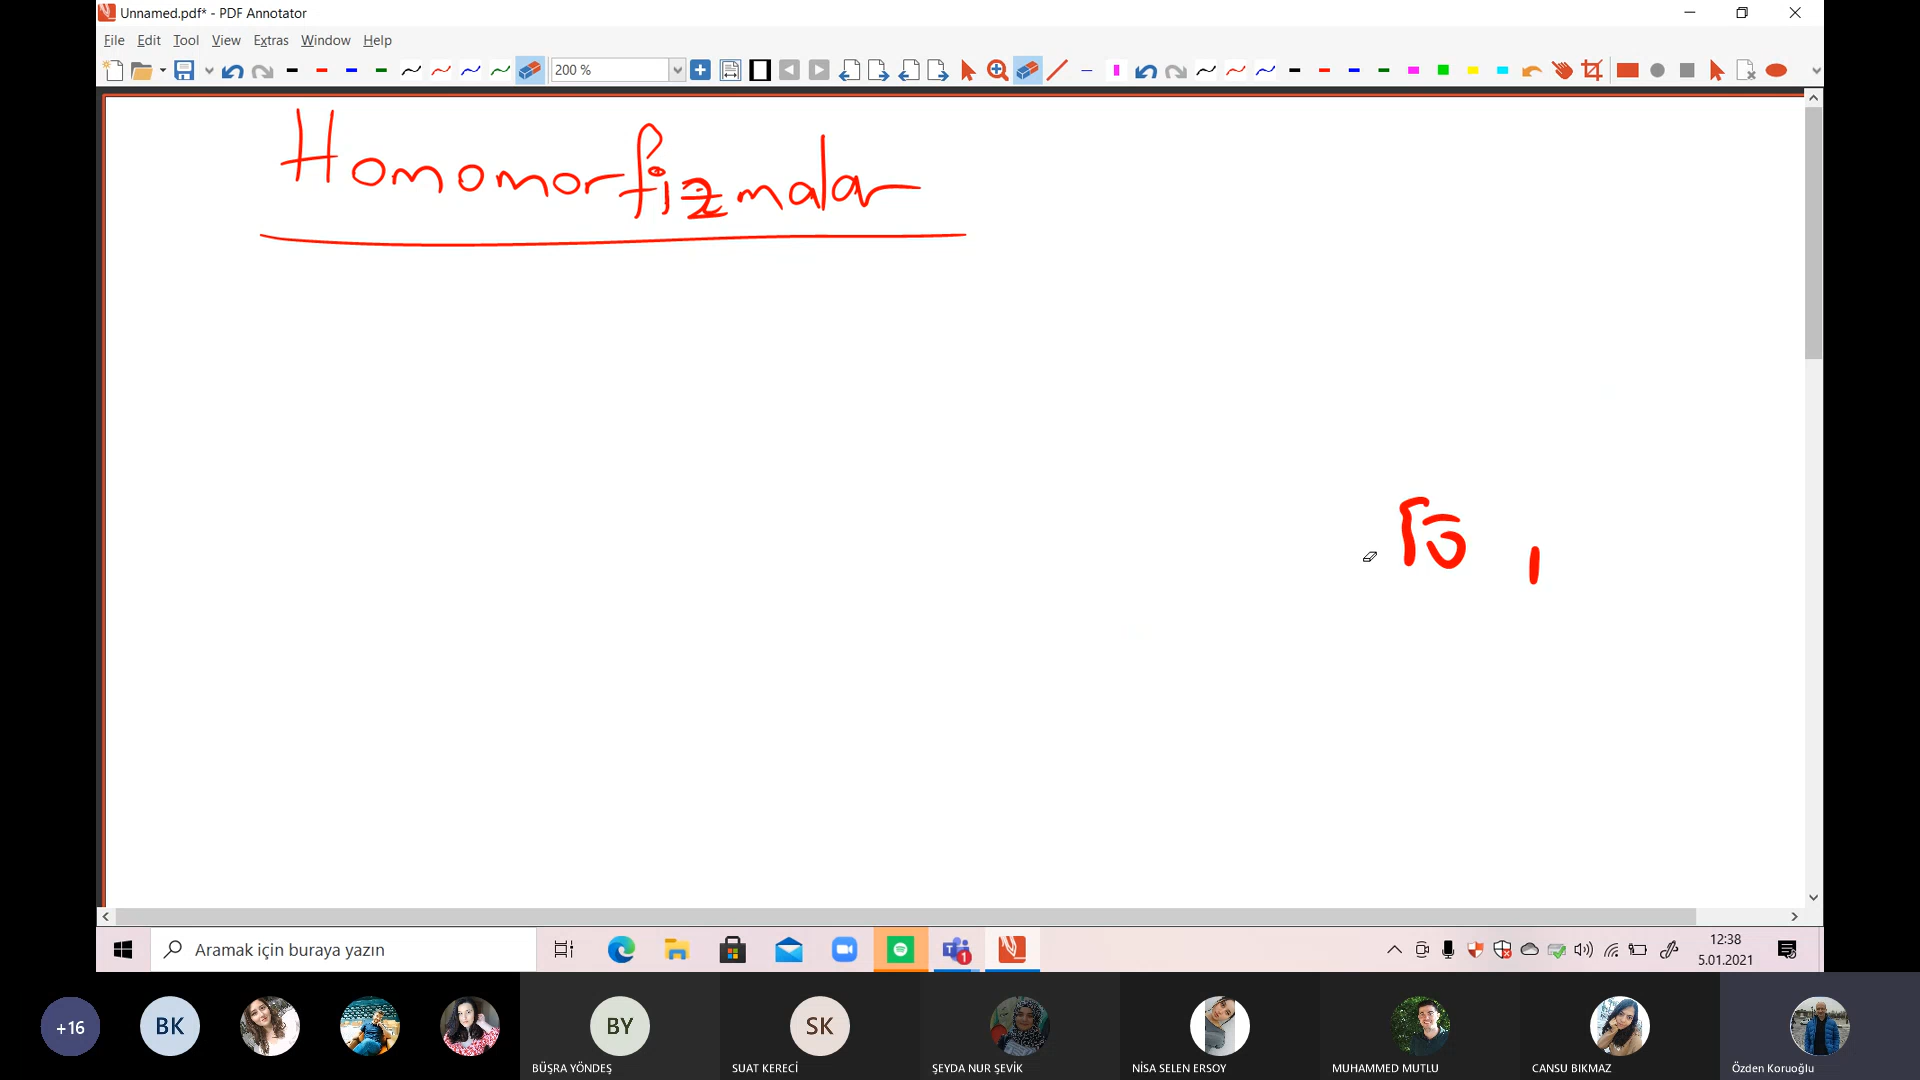 Unnamed.pdf* - PDF Annotator
File Edit Tool View Extras Window Help
200 %
Homomorfizmalar
Aramak için buraya yazın
1
12:38
5.01.2021
+16
BK
BY
BÜŞRA YÖNDEŞ
SK
SUAT KERECİ
ŞEYDA NUR ŞEVİK
NİSA SELEN ERSOY
MUHAMMED MUTLU
CANSU BIKMAZ
Özden Koruoğlu